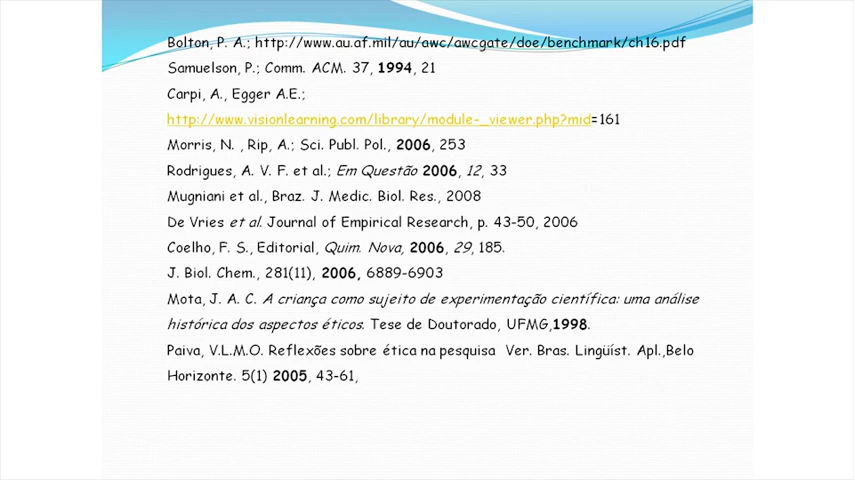 Bolton, P. A.; http://www.au.af.mil/au/awc/awcgate/doe/benchmark/ch16.pdf
Samuelson, P.; Comm. ACM. 37, 1994, 21
Carpi, A., Egger A.E.;
http://www.visionlearning.com/library/module-_viewer.php?mid=161
Morris, N. , Rip, A.; Sci. Publ. Pol., 2006, 253
Rodrigues, A. V. F. et al.; Em Questão 2006, 12, 33
Mugniani et al., Braz. J. Medic. Biol. Res., 2008
De Vries et al. Journal of Empirical Research, p. 43-50, 2006
Coelho, F. S., Editorial, Quim. Nova, 2006, 29, 185.
J. Biol. Chem., 281(11), 2006, 6889-6903
Mota, J. A. C. A criança como sujeito de experimentação científica: uma análise
histórica dos aspectos éticos. Tese de Doutorado, UFMG,1998.
Paiva, V.L.M.O. Reflexões sobre ética na pesquisa  Ver. Bras. Lingüíst. Apl.,Belo
Horizonte. 5(1) 2005, 43-61,